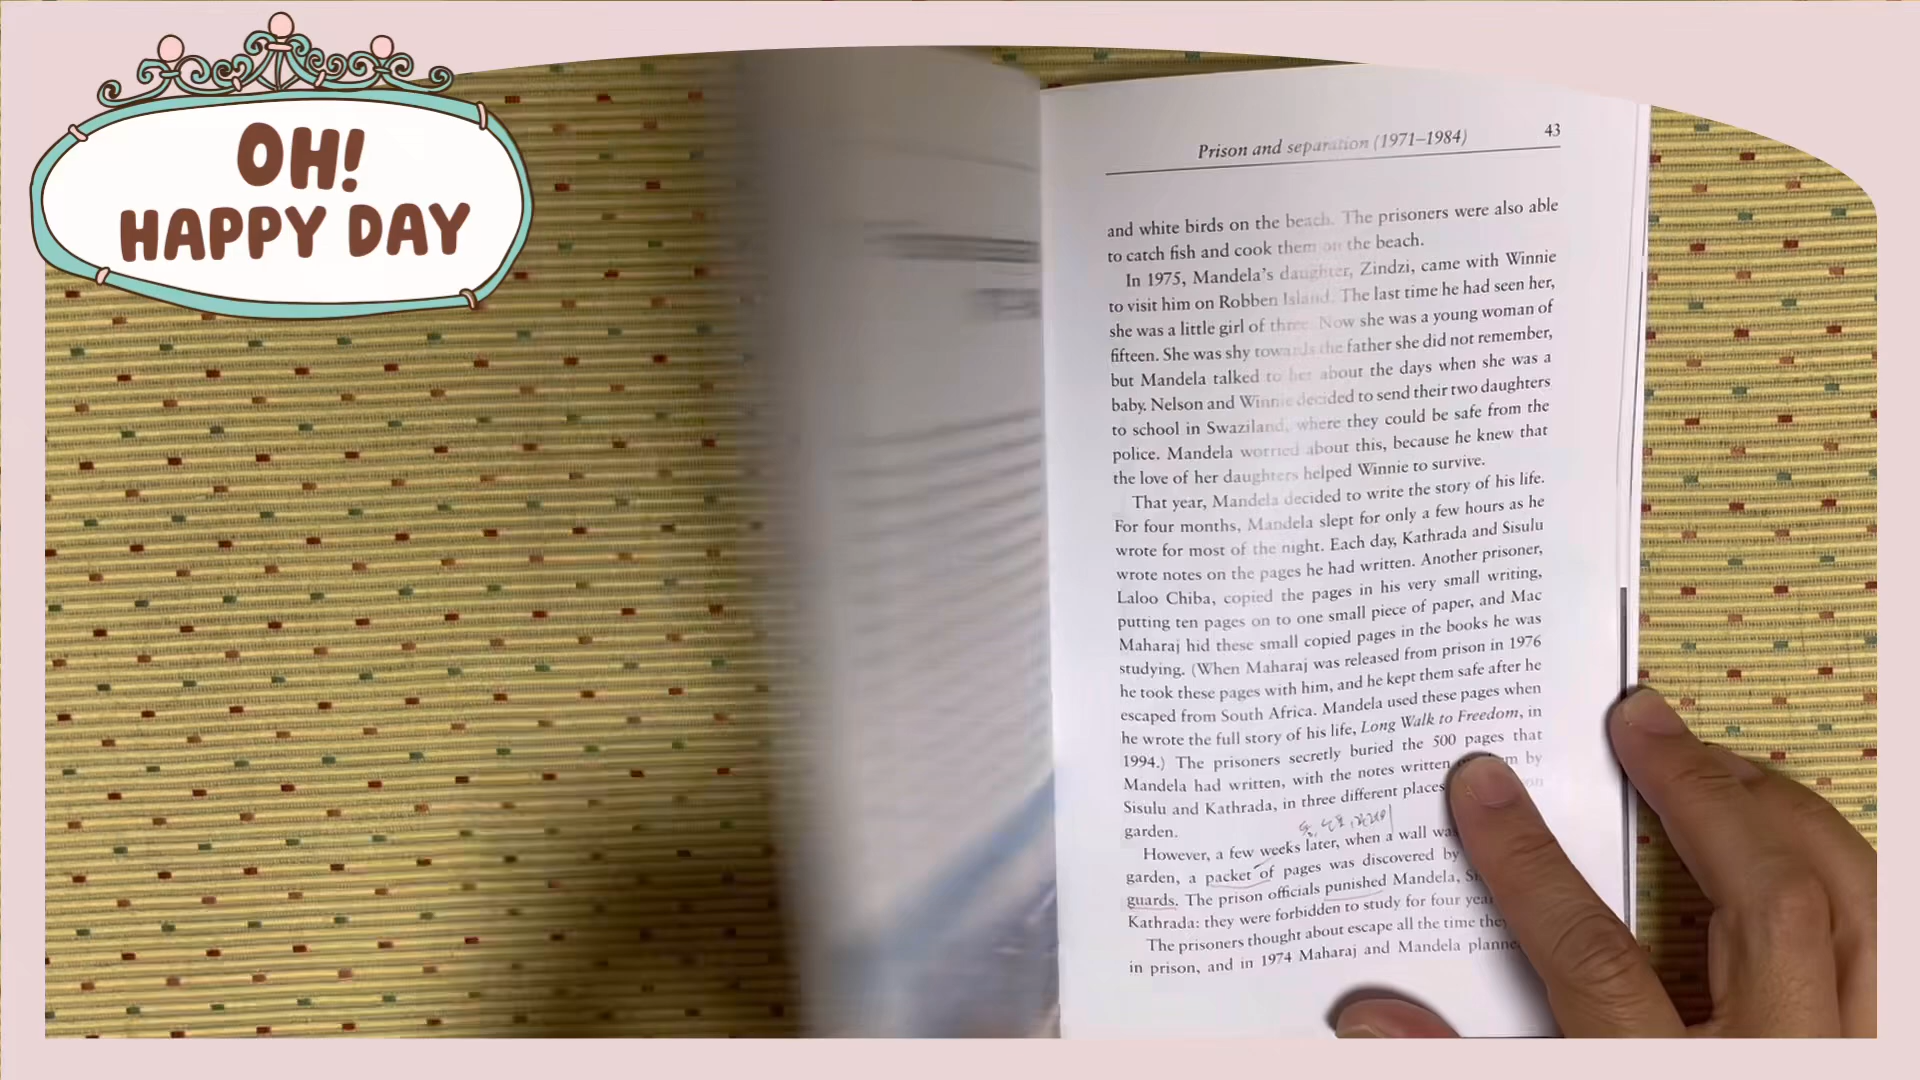 OH!
HAPPY DAY
Prison and separation (1971–1984)
43
and white birds on the beach. The prisoners were also able
to catch fish and cook them on the beach.
In 1975, Mandela's daughter, Zindzi, came with Winnie
to visit him on Robben Island. The last time he had seen her,
she was a little girl of three. Now she was a young woman of
fifteen. She was shy towards the father she did not remember,
but Mandela talked to her about the days when she was a
baby. Nelson and Winnie decided to send their two daughters
to school in Swaziland, where they could be safe from the
police. Mandela worried about this, because he knew that
the love of her daughters helped Winnie to survive.
That year, Mandela decided to write the story of his life.
For four months, Mandela slept for only a few hours as he
wrote for most of the night. Each day, Kathrada and Sisulu
wrote notes on the pages he had written. Another prisoner,
Laloo Chiba, copied the pages in his very small writing,
putting ten pages on to one small piece of paper, and Mac
Maharaj hid these small copied pages in the books he was
studying. (When Maharaj was released from prison in 1976
he took these pages with him, and he kept them safe after he
escaped from South Africa. Mandela used these pages when
he wrote the full story of his life, Long Walk to Freedom, in
1994.) The prisoners secretly buried the 500 pages that
Mandela had written, with the notes written by
Sisulu and Kathrada, in three different places
garden.
However, a few weeks later, when a wall
garden, a packet of pages was discovered by
guards. The prison officials punished Mandela,
Kathrada: they were forbidden to study for four
The prisoners thought about escape all the time
in prison, and in 1974 Maharaj and Mandela